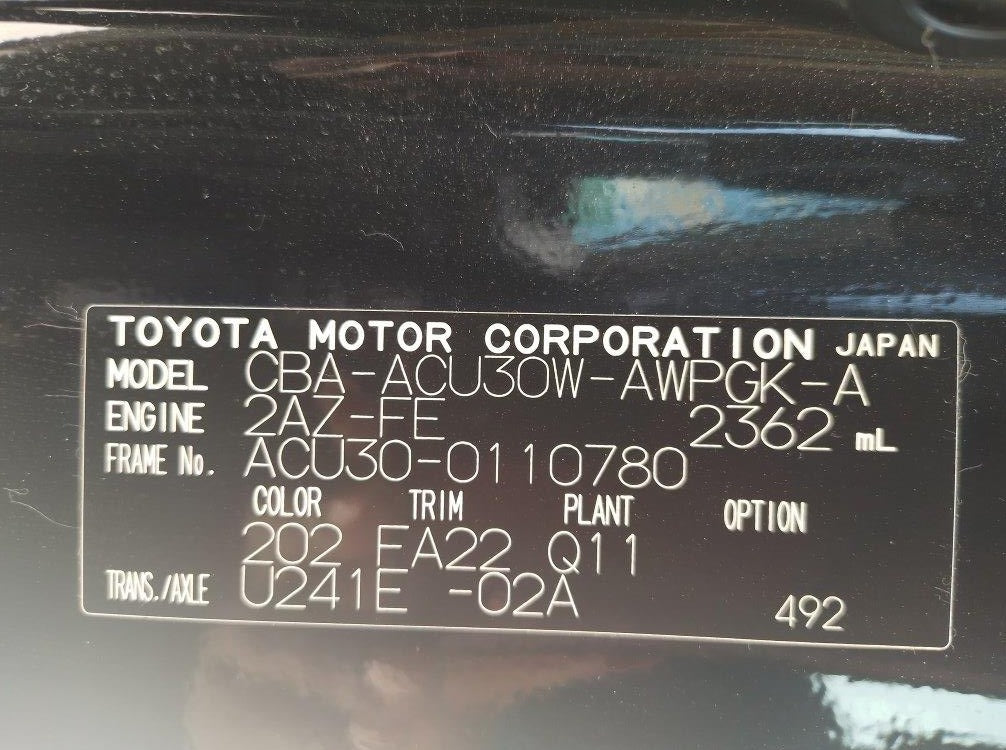 TOYOTA MOTOR CORPORATION JAPAN
MODEL CBA-ACU30W-AWPGK-A
ENGINE 2AZ-FE 2362 mL
FRAME No. ACU30-0110780
COLOR TRIM PLANT OPTION
202 EA22 Q11
TRANS./AXLE U241E -02A 492